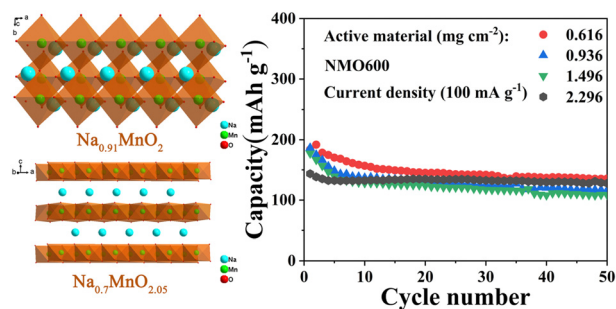 c a
b
Na
Mn
O
Na0.91MnO2
c
b a
Na
Mn
O
Na0.7MnO2.05
Capacity(mAh g-1)
400
300
200
100
0
Active material (mg cm-2):
NMO600
Current density (100 mA g-1)
0.616
0.936
1.496
2.296
0 10 20 30 40 50
Cycle number